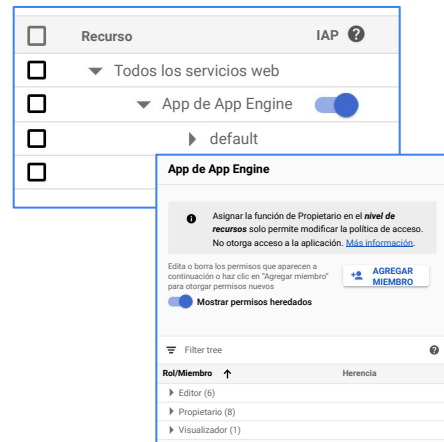 Recurso IAP
Todos los servicios web
App de App Engine
default
App de App Engine
Asignar la función de Propietario en el nivel de
recursos solo permite modificar la política de acceso.
No otorga acceso a la aplicación. Más información.
Edita o borra los permisos que aparecen a
continuación o haz clic en "Agregar miembro"
para otorgar permisos nuevos
AGREGAR
MIEMBRO
Mostrar permisos heredados
Filter tree
Rol/Miembro Herencia
Editor (6)
Propietario (8)
Visualizador (1)